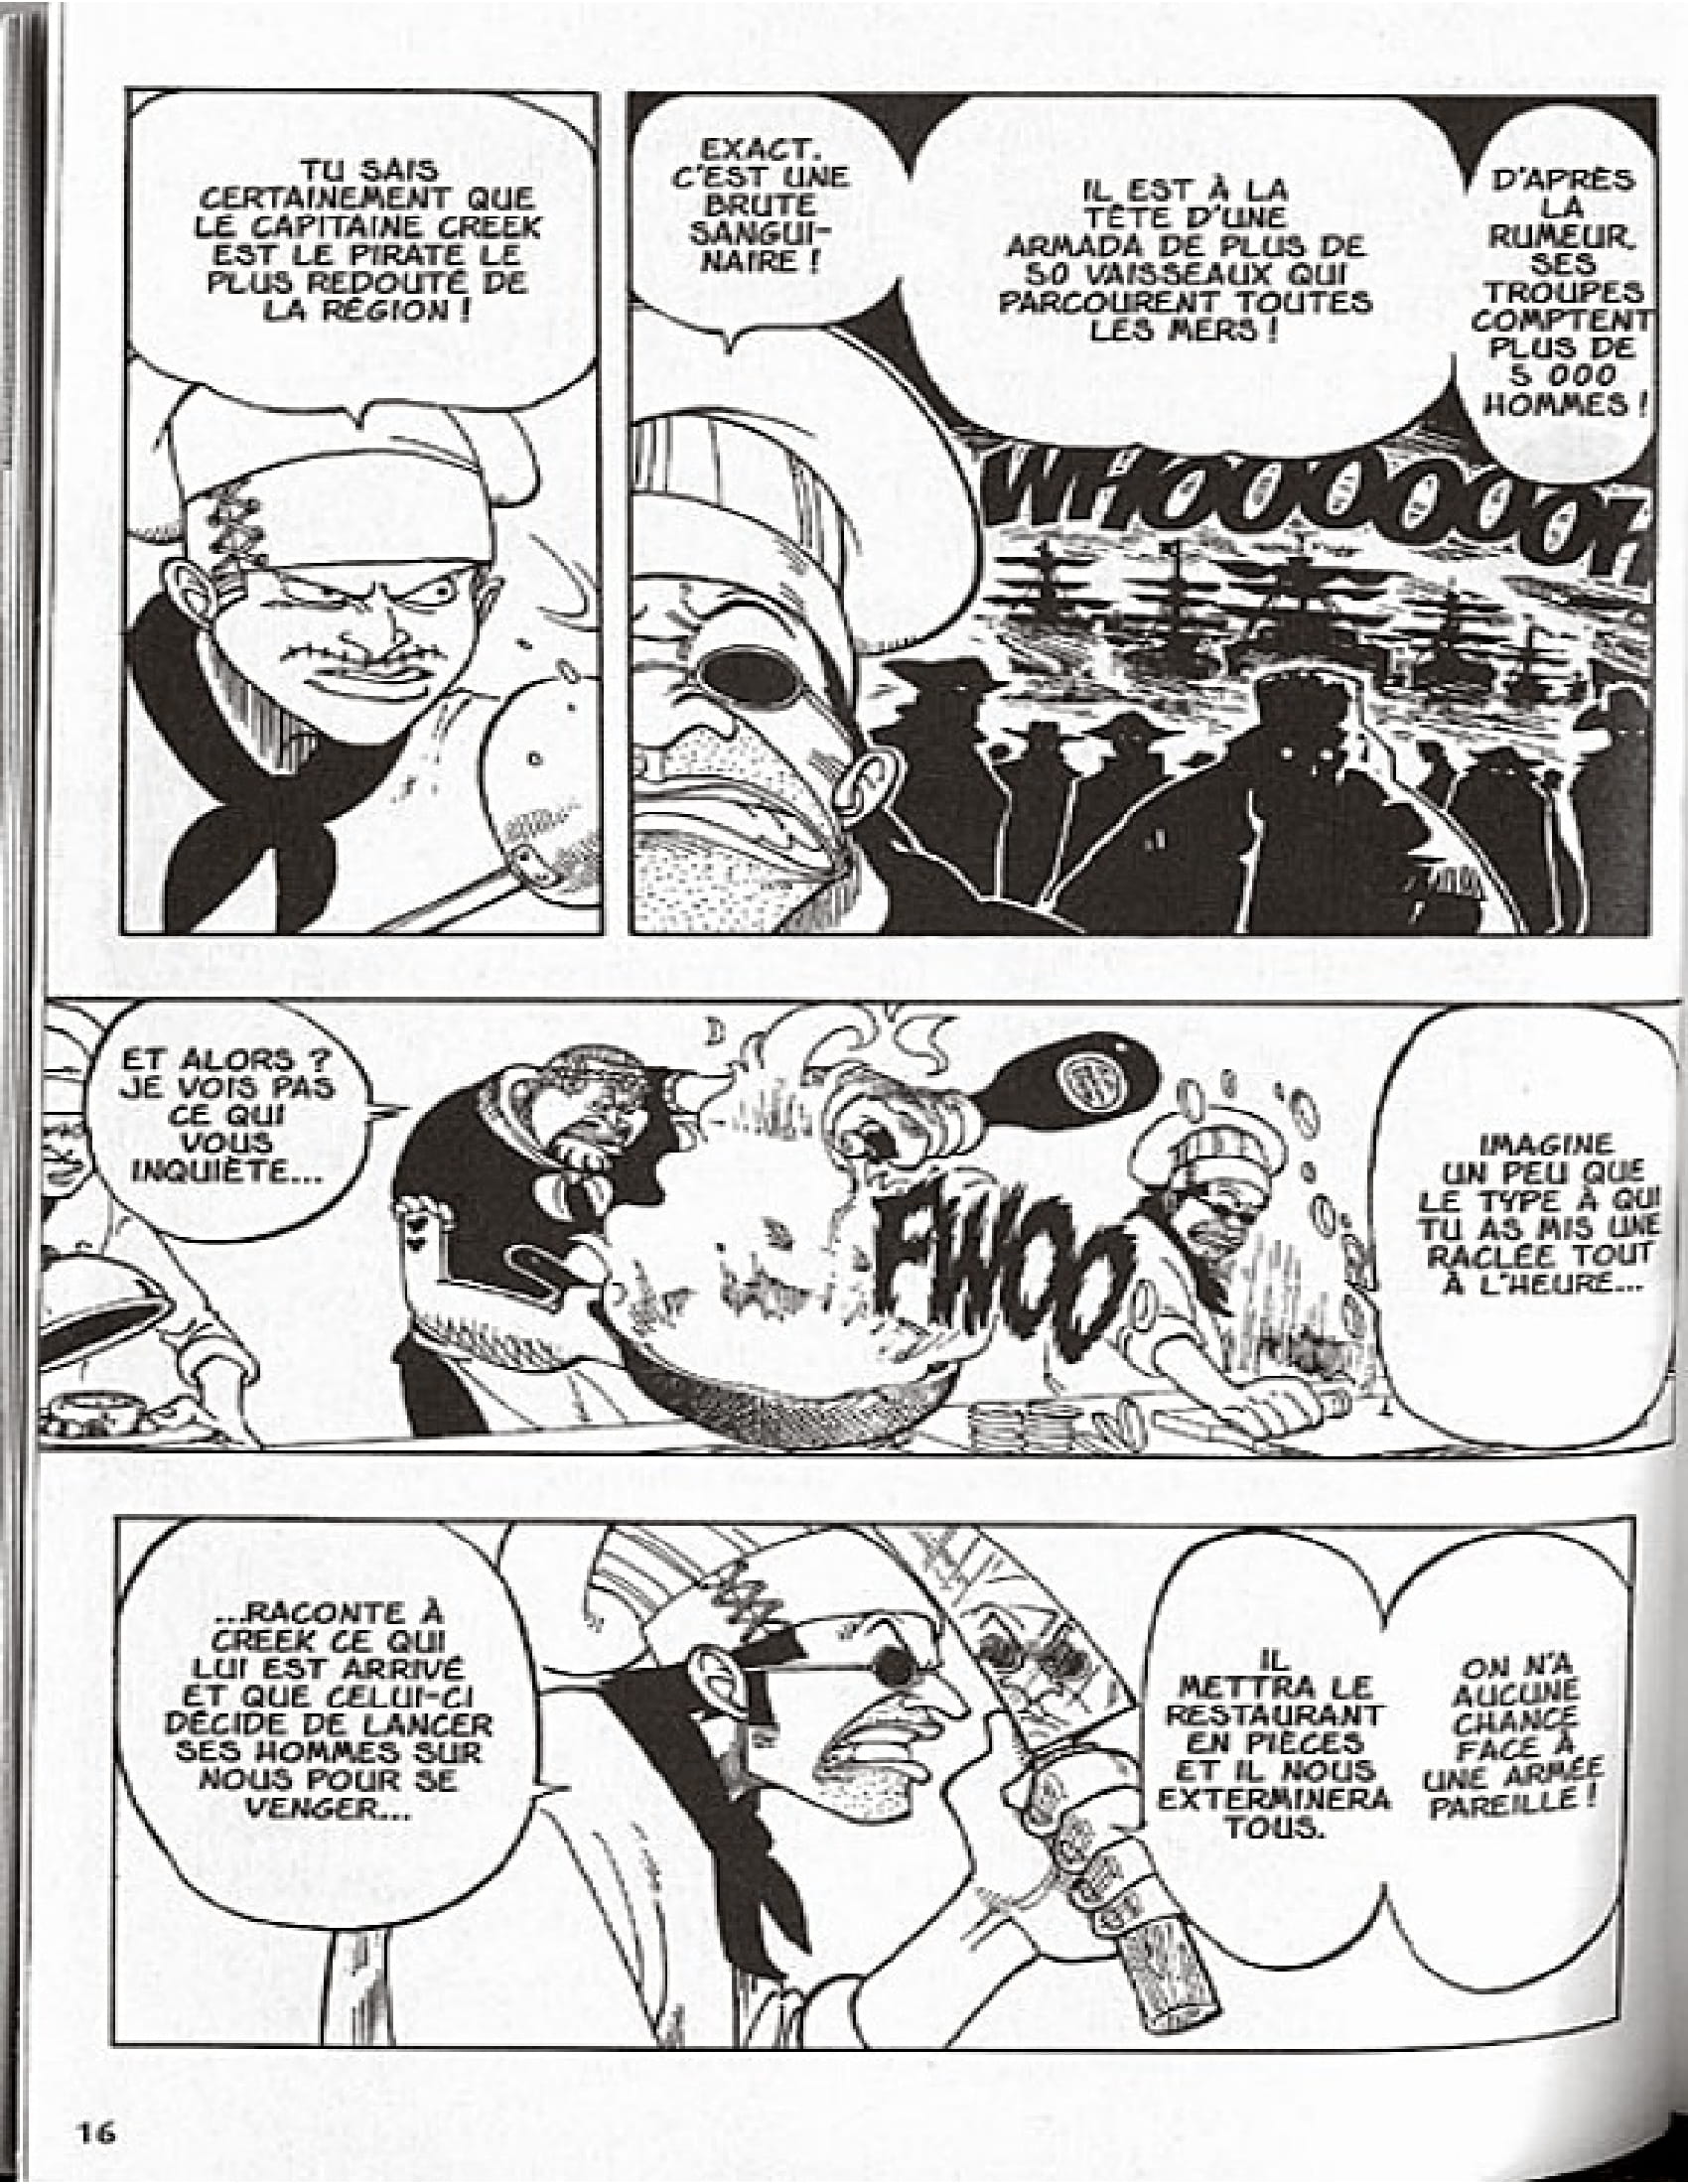 TU SAIS
CERTAINEMENT QUE
LE CAPITAINE CREEK
EST LE PIRATE LE
PLUS REDOUTÉ DE
LA RÉGION !
EXACT.
C'EST UNE
BRUTE
SANGUI-
NAIRE !
IL EST À LA
TÊTE D'UNE
ARMADA DE PLUS DE
50 VAISSEAUX QUI
PARCOURENT TOUTES
LES MERS !
D'APRÈS
LA
RUMEUR,
SES
TROUPES
COMPTENT
PLUS DE
5 000
HOMMES !
WHOOOOOOH
ET ALORS ?
JE VOIS PAS
CE QUI
VOUS
INQUIÈTE...
FWOO
IMAGINE
UN PEU QUE
LE TYPE À QUI
TU AS MIS UNE
RACLÉE TOUT
À L'HEURE...
...RACONTE À
CREEK CE QUI
LUI EST ARRIVÉ
ET QUE CELUI-CI
DÉCIDE DE LANCER
SES HOMMES SUR
NOUS POUR SE
VENGER...
IL
METTRA LE
RESTAURANT
EN PIÈCES
ET IL NOUS
EXTERMINERA
TOUS.
ON N'A
AUCUNE
CHANCE
FACE À
UNE ARMÉE
PAREILLE !
16